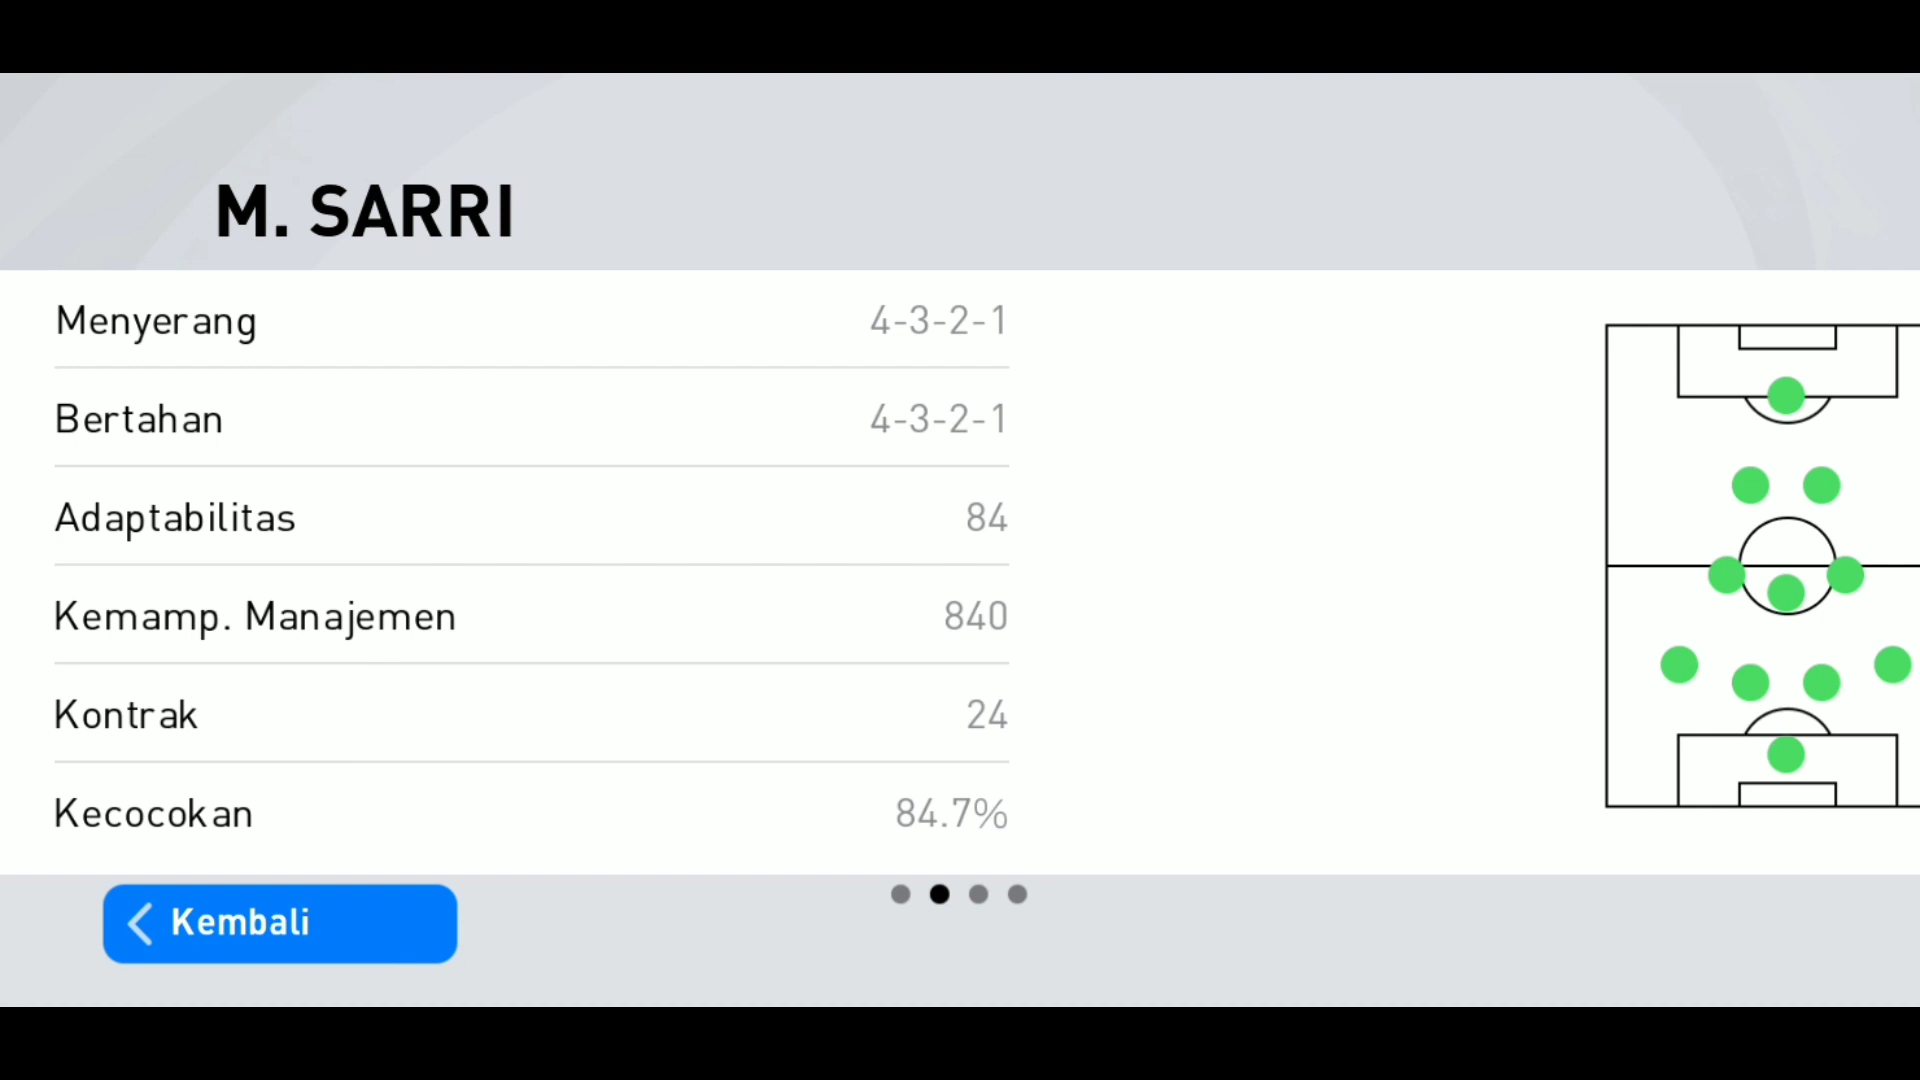 M. SARRI
Menyerang 4-3-2-1
Bertahan 4-3-2-1
Adaptabilitas 84
Kemamp. Manajemen 840
Kontrak 24
Kecocokan 84.7%
Kembali